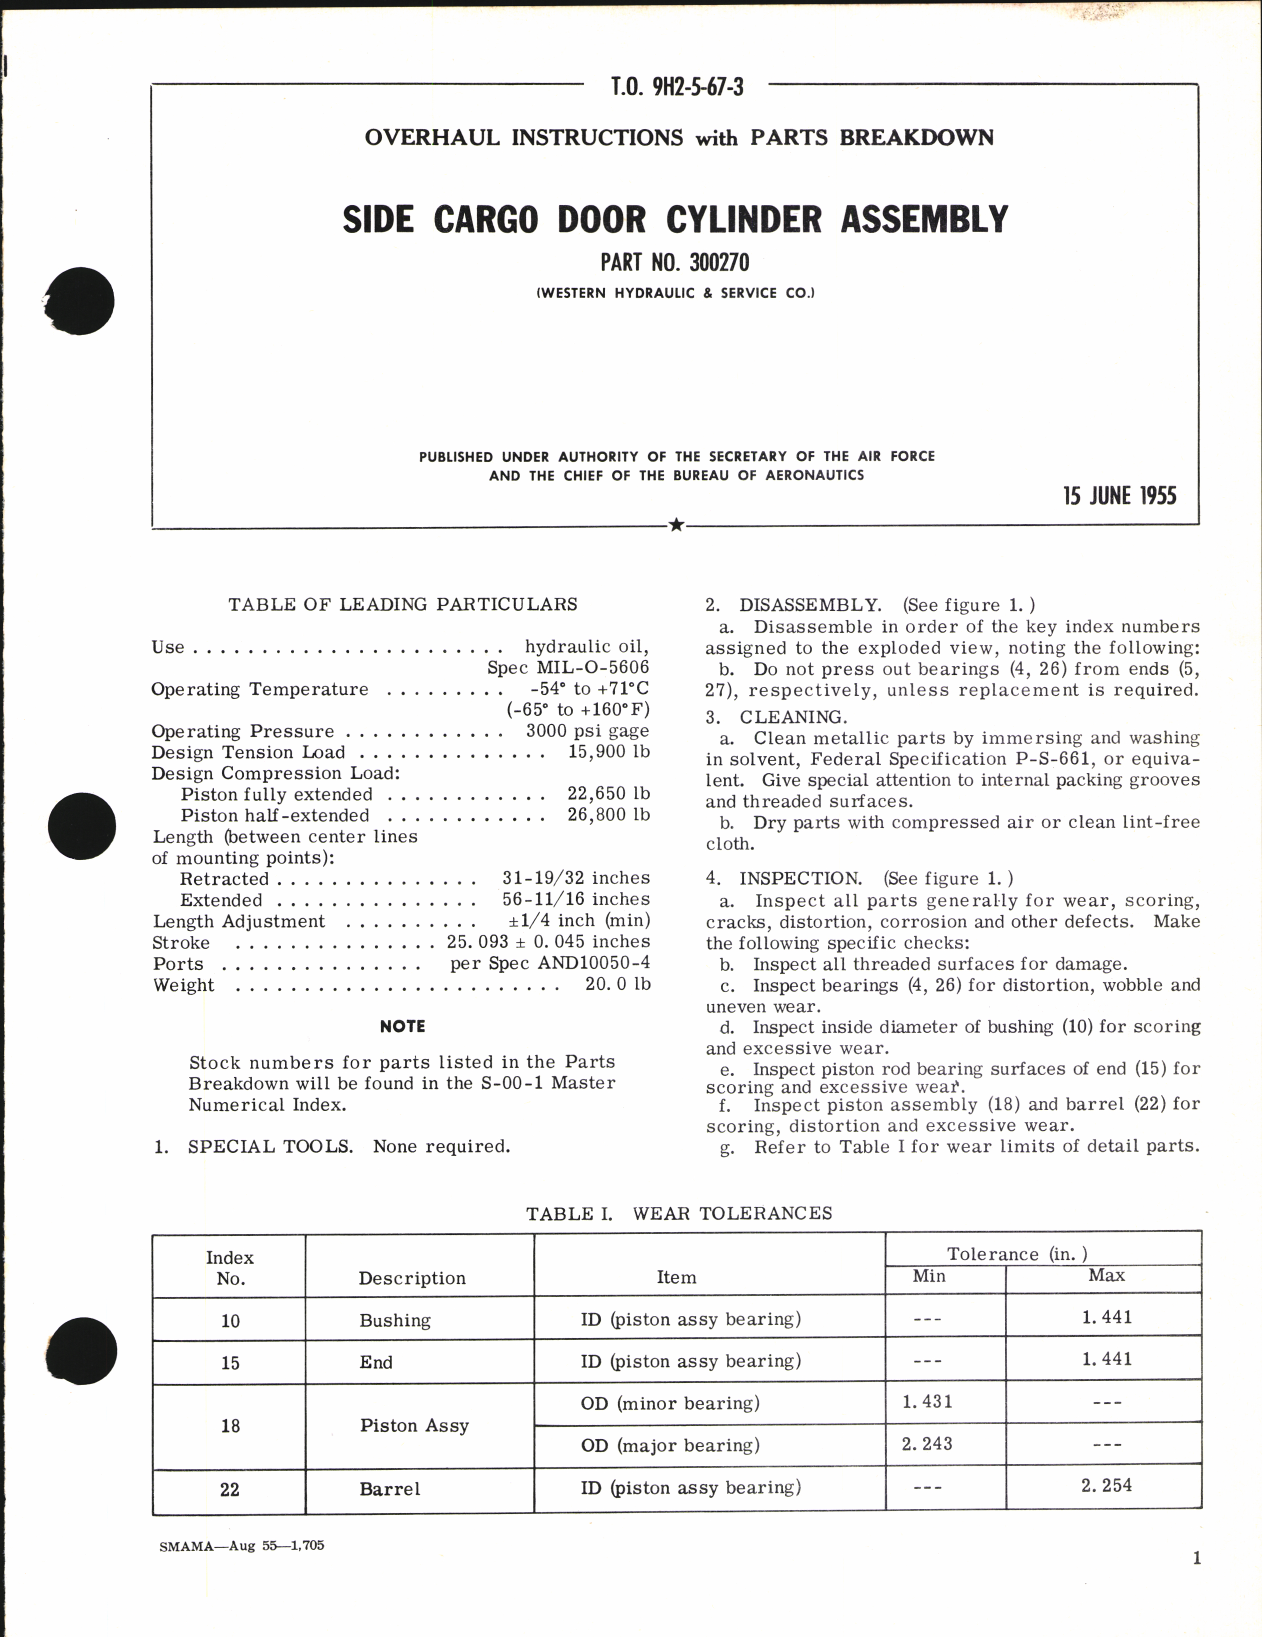 T.O. 9H2-5-67-3
OVERHAUL INSTRUCTIONS with PARTS BREAKDOWN
SIDE CARGO DOOR CYLINDER ASSEMBLY
PART NO. 300270
(WESTERN HYDRAULIC & SERVICE CO.)
PUBLISHED UNDER AUTHORITY OF THE SECRETARY OF THE AIR FORCE
AND THE CHIEF OF THE BUREAU OF AERONAUTICS
15 JUNE 1955
TABLE OF LEADING PARTICULARS
Use . . . . . . . . . . . . . . . . . . . . . . . hydraulic oil,
Spec MIL-O-5606
Operating Temperature . . . . . . . . . -54° to +71°C
(-65° to +160°F)
Operating Pressure . . . . . . . . . . . . 3000 psi gage
Design Tension Load . . . . . . . . . . . . . . 15,900 lb
Design Compression Load:
Piston fully extended . . . . . . . . . . . . 22,650 lb
Piston half-extended . . . . . . . . . . . . 26,800 lb
Length (between center lines
of mounting points):
Retracted . . . . . . . . . . . . . . . 31-19/32 inches
Extended . . . . . . . . . . . . . . . 56-11/16 inches
Length Adjustment . . . . . . . . . . ±1/4 inch (min)
Stroke . . . . . . . . . . . . . . . 25.093 ± 0.045 inches
Ports . . . . . . . . . . . . . . . per Spec AND10050-4
Weight . . . . . . . . . . . . . . . . . . . . . . . . 20.0 lb
NOTE
Stock numbers for parts listed in the Parts
Breakdown will be found in the S-00-1 Master
Numerical Index.
1. SPECIAL TOOLS. None required.
2. DISASSEMBLY. (See figure 1.)
a. Disassemble in order of the key index numbers
assigned to the exploded view, noting the following:
b. Do not press out bearings (4, 26) from ends (5,
27), respectively, unless replacement is required.
3. CLEANING.
a. Clean metallic parts by immersing and washing
in solvent, Federal Specification P-S-661, or equiva-
lent. Give special attention to internal packing grooves
and threaded surfaces.
b. Dry parts with compressed air or clean lint-free
cloth.
4. INSPECTION. (See figure 1.)
a. Inspect all parts generally for wear, scoring,
cracks, distortion, corrosion and other defects. Make
the following specific checks:
b. Inspect all threaded surfaces for damage.
c. Inspect bearings (4, 26) for distortion, wobble and
uneven wear.
d. Inspect inside diameter of bushing (10) for scoring
and excessive wear.
e. Inspect piston rod bearing surfaces of end (15) for
scoring and excessive wear.
f. Inspect piston assembly (18) and barrel (22) for
scoring, distortion and excessive wear.
g. Refer to Table I for wear limits of detail parts.
TABLE I. WEAR TOLERANCES
Index No. Description Item Tolerance (in.) Min Max
10 Bushing ID (piston assy bearing) --- 1.441
15 End ID (piston assy bearing) --- 1.441
18 Piston Assy OD (minor bearing) 1.431 ---
OD (major bearing) 2.243 ---
22 Barrel ID (piston assy bearing) --- 2.254
SMAMA—Aug 55—1,705
1